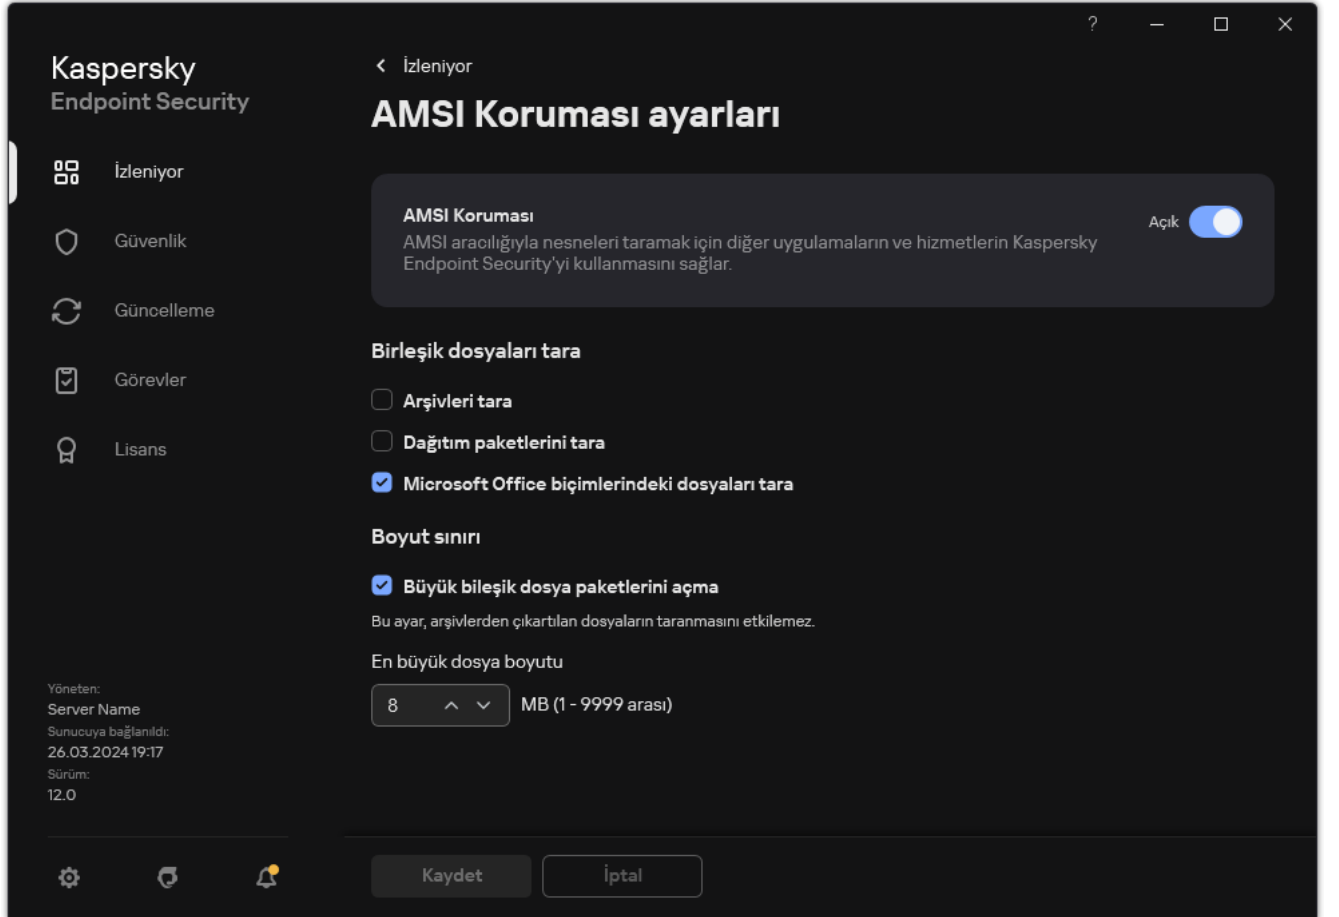 ?
Kaspersky
Endpoint Security
İzleniyor
Güvenlik
Güncelleme
Görevler
Lisans
Yöneten:
Server Name
Sunucuya bağlanıldı:
26.03.2024 19:17
Sürüm:
12.0
İzleniyor
AMSI Koruması ayarları
AMSI Koruması
AMSI aracılığıyla nesneleri taramak için diğer uygulamaların ve hizmetlerin Kaspersky
Endpoint Security'yi kullanmasını sağlar.
Açık
Birleşik dosyaları tara
Arşivleri tara
Dağıtım paketlerini tara
Microsoft Office biçimlerindeki dosyaları tara
Boyut sınırı
Büyük bileşik dosya paketlerini açma
Bu ayar, arşivlerden çıkartılan dosyaların taranmasını etkilemez.
En büyük dosya boyutu
8 MB (1 - 9999 arası)
Kaydet
İptal